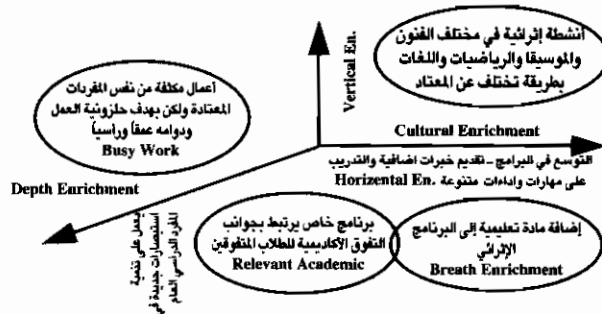 أنشطة إثرائية في مختلف الفنون
والموسيقا والرياضيات واللغات
بطريقة تختلف عن المعتاد
Vertical En.
أعمال مكثفة من نفس المفردات
المعتادة ولكن بهدف حلزونية العمل
ودوامه عمقاً ورأسياً
Busy Work
Cultural Enrichment
التوسع في البرامج - تقديم خبرات اضافية والتدريب
على مهارات واداءات متنوعة Horizental En.
Depth Enrichment
يعمل على تنمية
استبصارات جديدة في
المقرر الدراسي العام
برنامج خاص يرتبط بجوانب
التفوق الأكاديمية للطلاب المتفوقين
Relevant Academic
إضافة مادة تعليمية إلى البرنامج
الإثرائي
Breath Enrichment